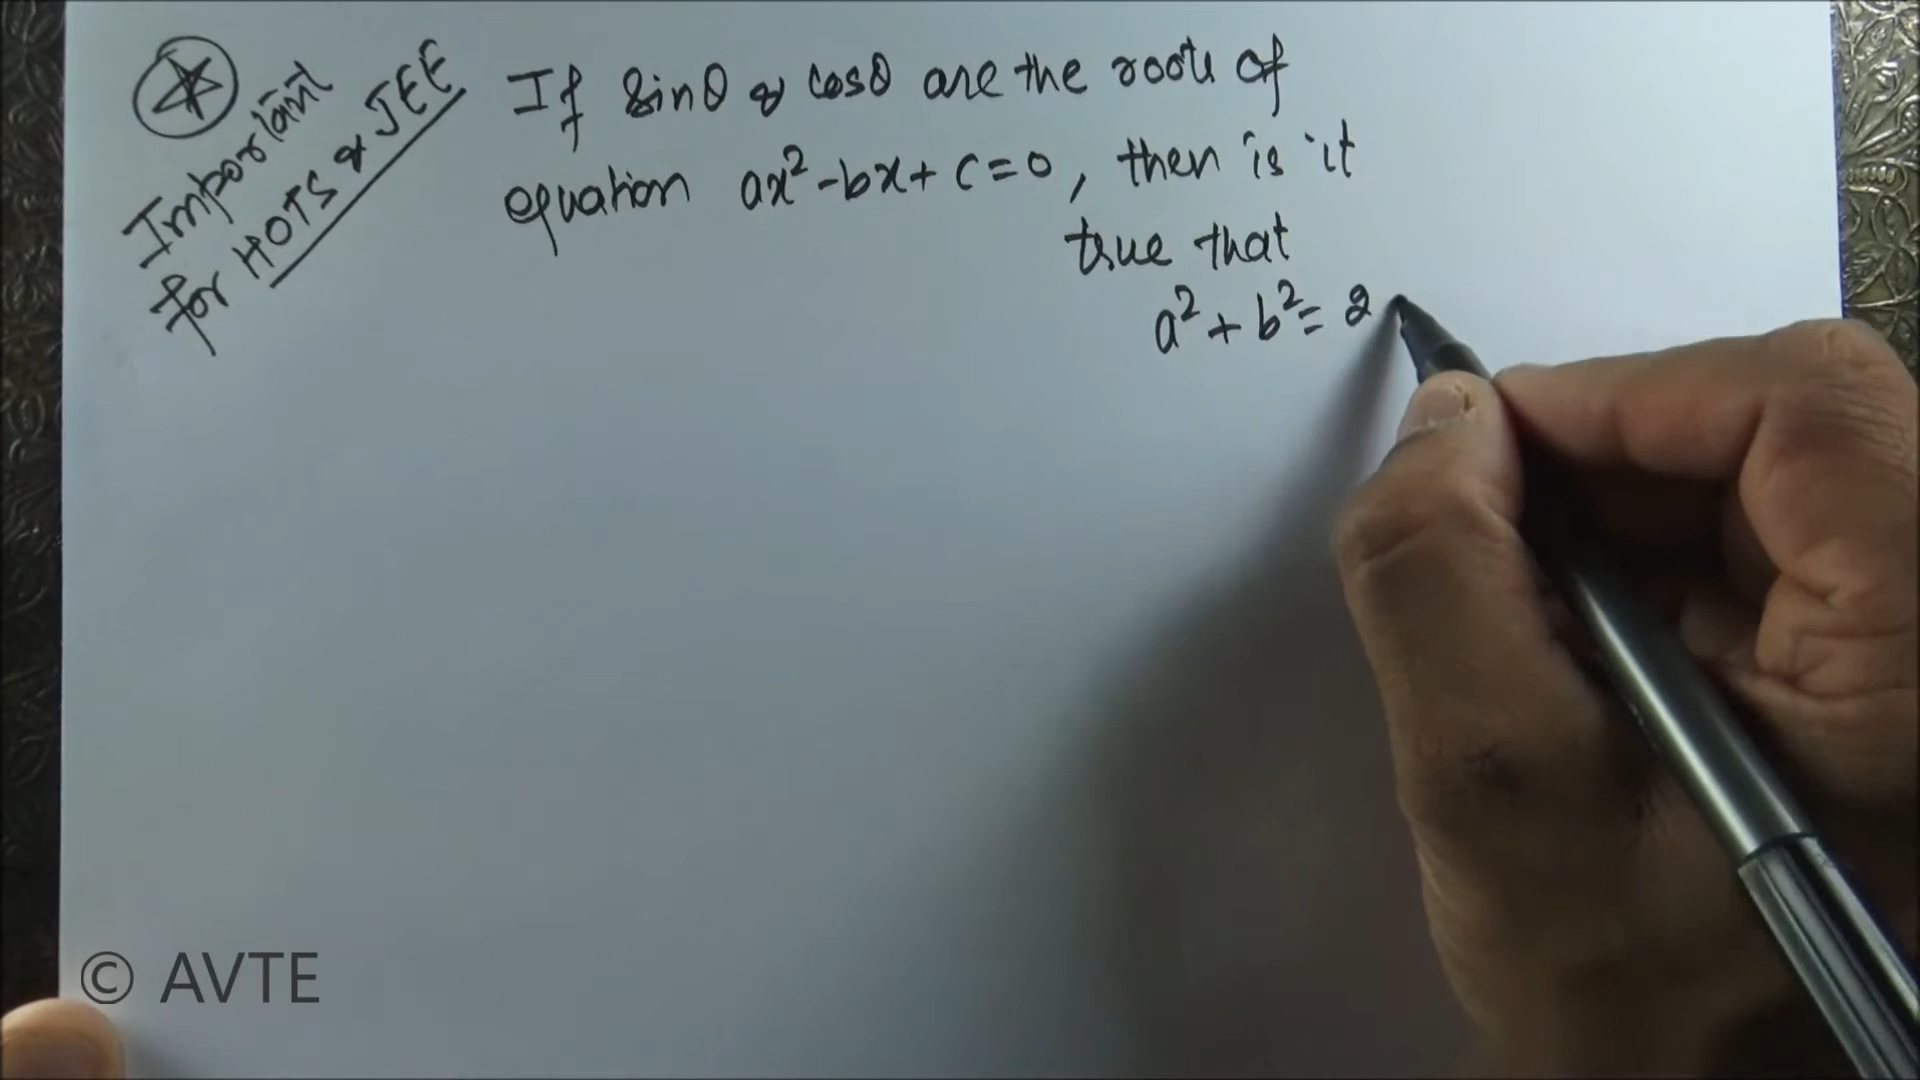 Important
for HOTS & JEE
If sinθ & cosθ are the roots of
equation ax²-bx+c=0, then is it
true that
a²+b²=2
© AVTE